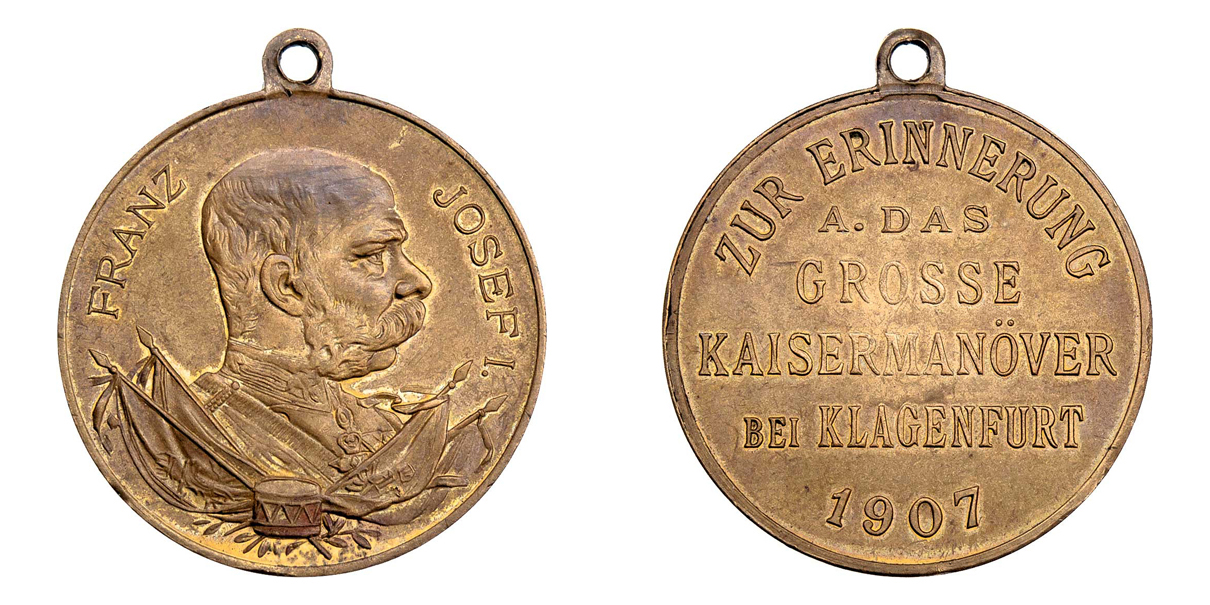 FRANZ JOSEF I.
ZUR ERINNERUNG
A. DAS
GROSSE
KAISERMANÖVER
BEI KLAGENFURT
1907